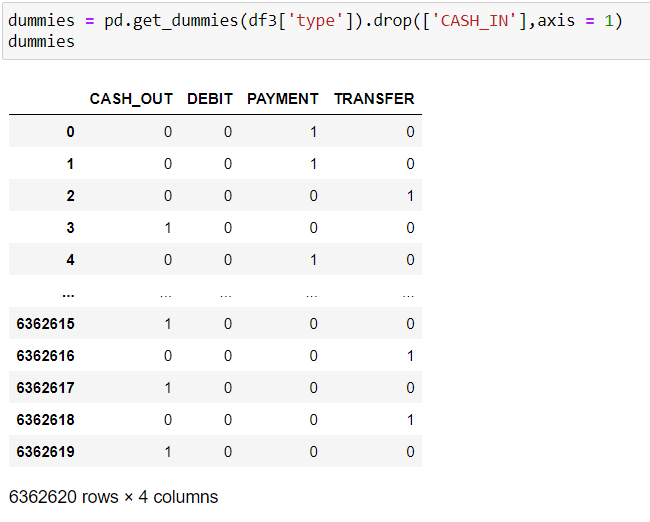 dummies = pd.get_dummies(df3['type']).drop(['CASH_IN'],axis = 1)
dummies
CASH_OUT DEBIT PAYMENT TRANSFER
0 0 0 1 0
1 0 0 1 0
2 0 0 0 1
3 1 0 0 0
4 0 0 1 0
... ... ... ... ...
6362615 1 0 0 0
6362616 0 0 0 1
6362617 1 0 0 0
6362618 0 0 0 1
6362619 1 0 0 0
6362620 rows × 4 columns